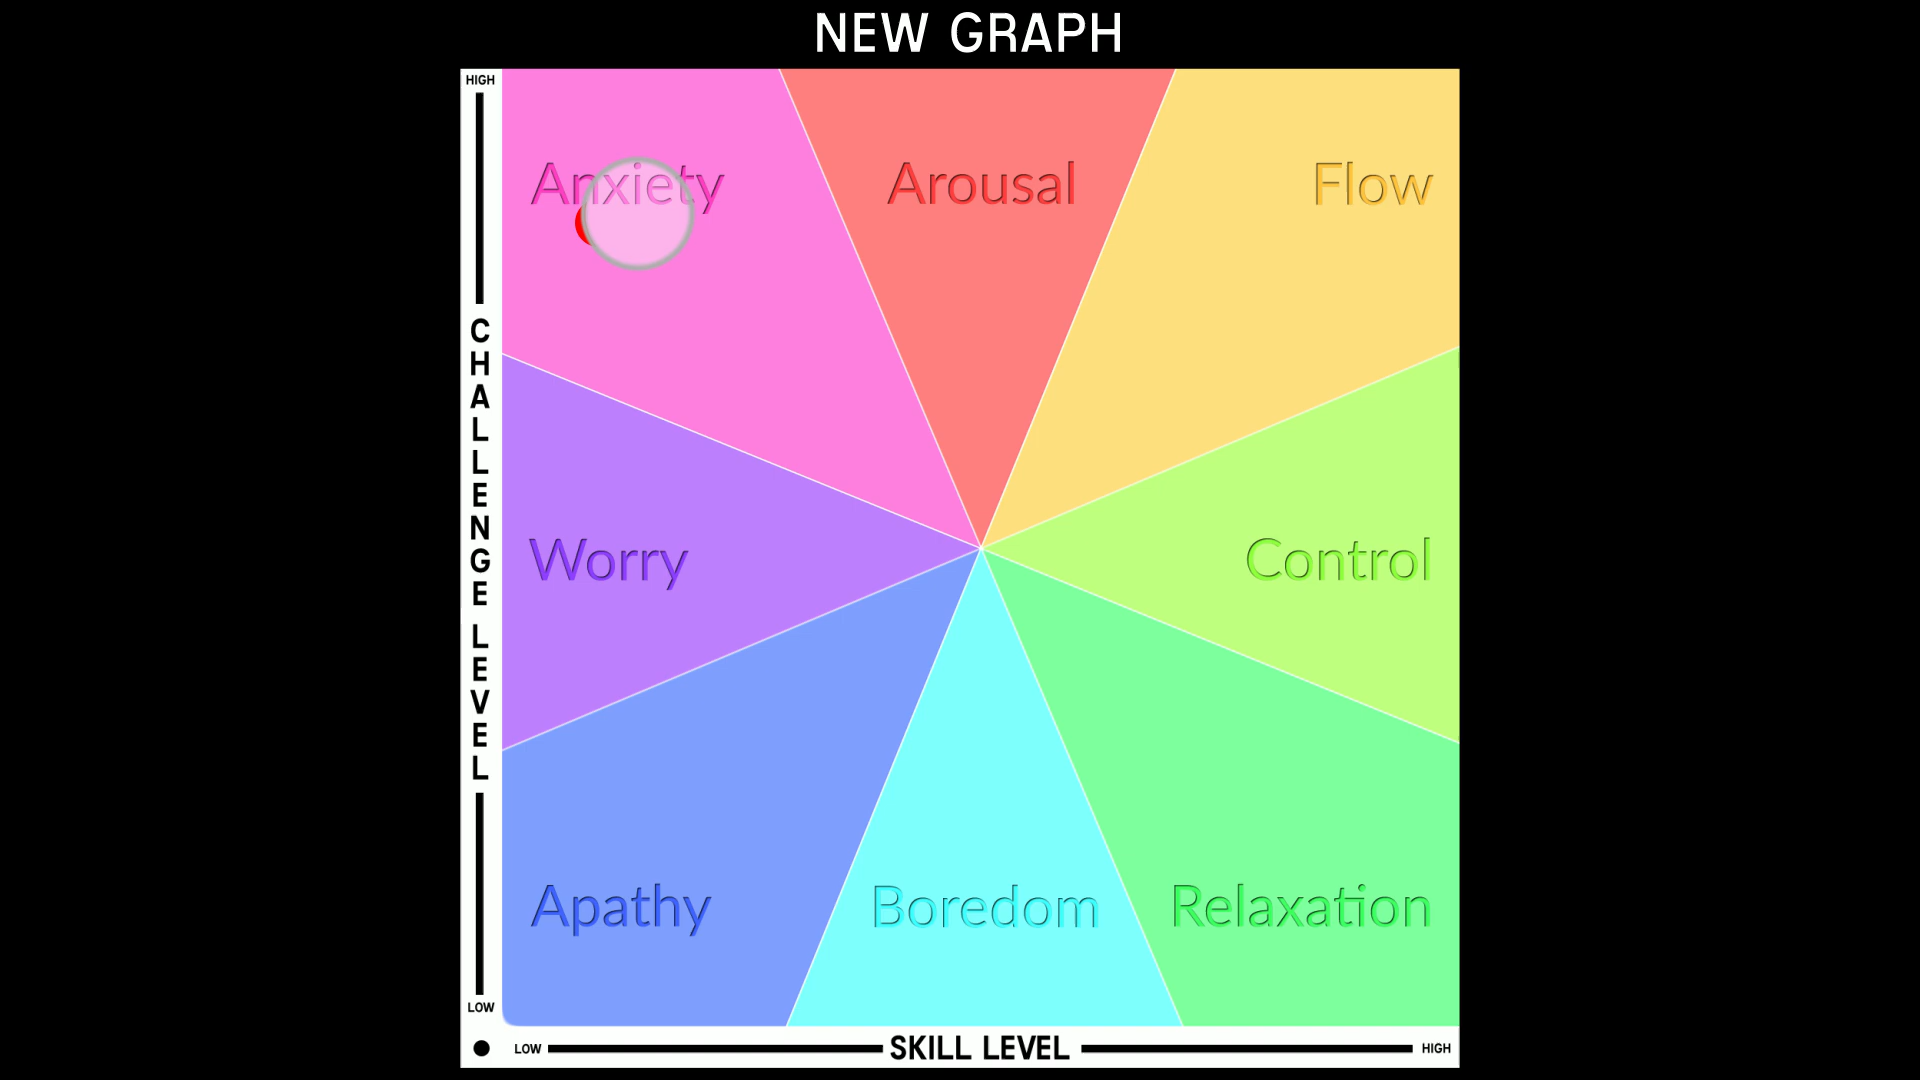 NEW GRAPH
HIGH
Anxiety
Arousal
Flow
CHALLENGE LEVEL
Worry
Control
Apathy
Boredom
Relaxation
LOW
LOW
SKILL LEVEL
HIGH